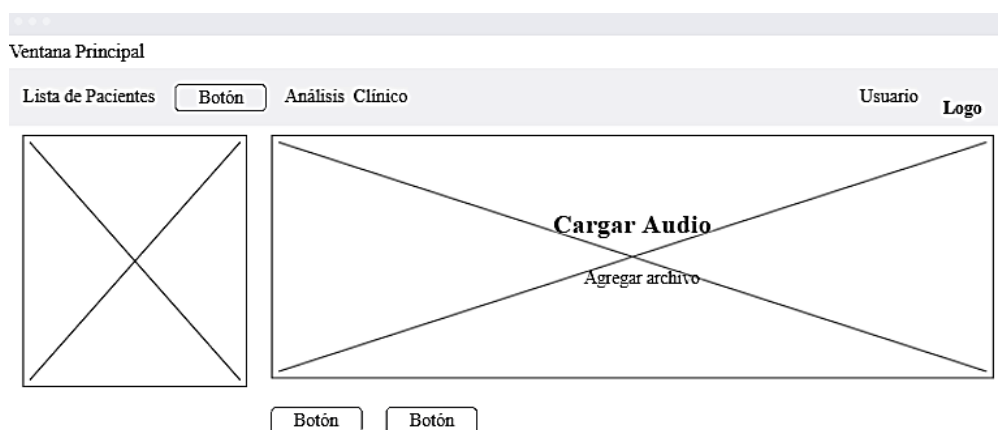 Ventana Principal
Lista de Pacientes Botón Análisis Clínico Usuario Logo
Cargar Audio
Agregar archivo
Botón Botón